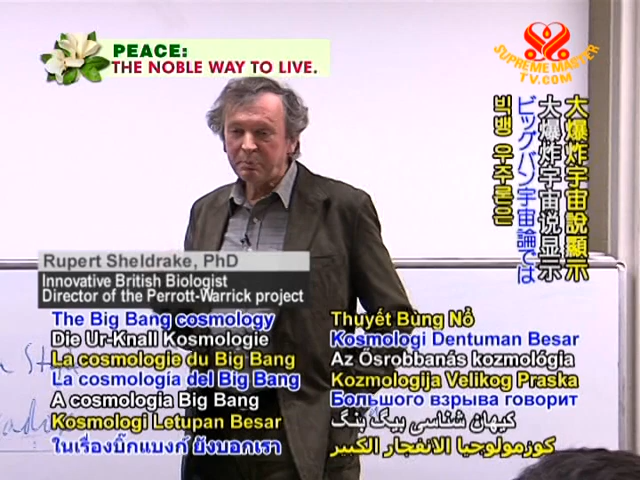 PEACE:
THE NOBLE WAY TO LIVE.
SUPREME MASTER
TV.COM
大爆炸宇宙說顯示
大爆炸宇宙说显示
ビッグバン宇宙論では
빅뱅 우주론은
Rupert Sheldrake, PhD
Innovative British Biologist
Director of the Perrott-Warrick project
The Big Bang cosmology
Die Ur-Knall Kosmologie
La cosmologie du Big Bang
La cosmología del Big Bang
A cosmologia Big Bang
Kosmologi Letupan Besar
ในเรื่องบิ๊กแบงก์ ยังบอกเรา
Thuyết Bùng Nổ
Kosmologi Dentuman Besar
Az Ősrobbanás kozmológia
Kozmologija Velikog Praska
Большого взрыва говорит
کیهان شناسی بیگ بنگ
كوزمولوجيا الانفجار الكبير